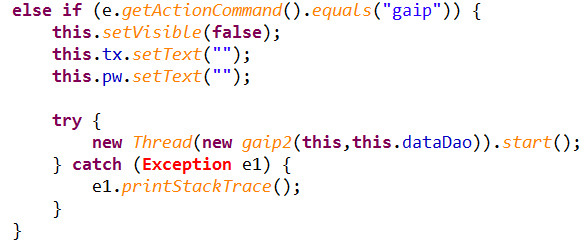 else if (e.getActionCommand().equals("gaip")) {
    this.setVisible(false);
    this.tx.setText("");
    this.pw.setText("");

    try {
        new Thread(new gaip2(this,this.dataDao)).start();
    } catch (Exception e1) {
        e1.printStackTrace();
    }
}